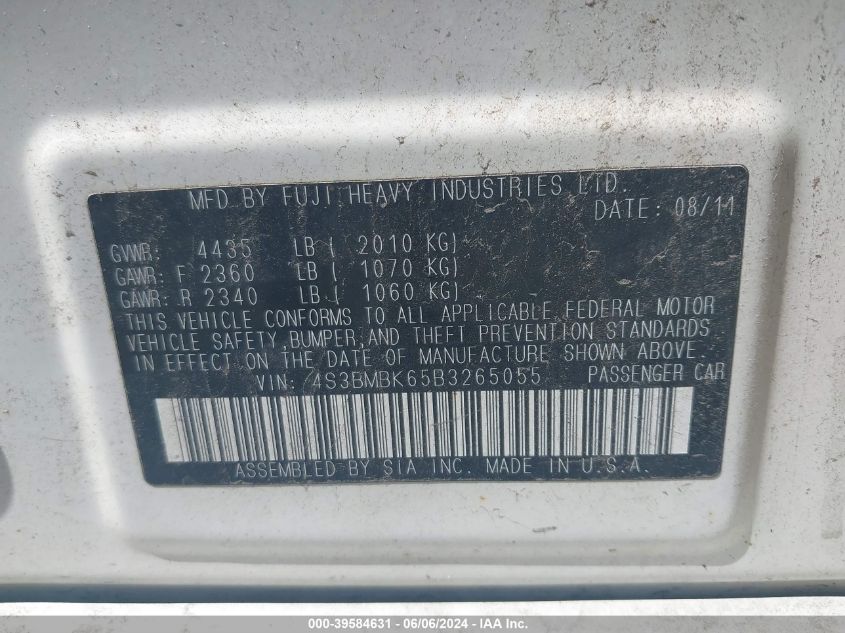 MFD BY FUJI HEAVY INDUSTRIES LTD.
DATE: 08/11
GVWR: 4435 LB ( 2010 KG)
GAWR: F 2360 LB ( 1070 KG)
GAWR: R 2340 LB ( 1060 KG)
THIS VEHICLE CONFORMS TO ALL APPLICABLE FEDERAL MOTOR
VEHICLE SAFETY, BUMPER, AND THEFT PREVENTION STANDARDS
IN EFFECT ON THE DATE OF MANUFACTURE SHOWN ABOVE.
VIN: 4S3BMBK65B3265055 PASSENGER CAR
ASSEMBLED BY SIA INC. MADE IN U.S.A.
000-39584631 - 06/06/2024 - IL - 5525